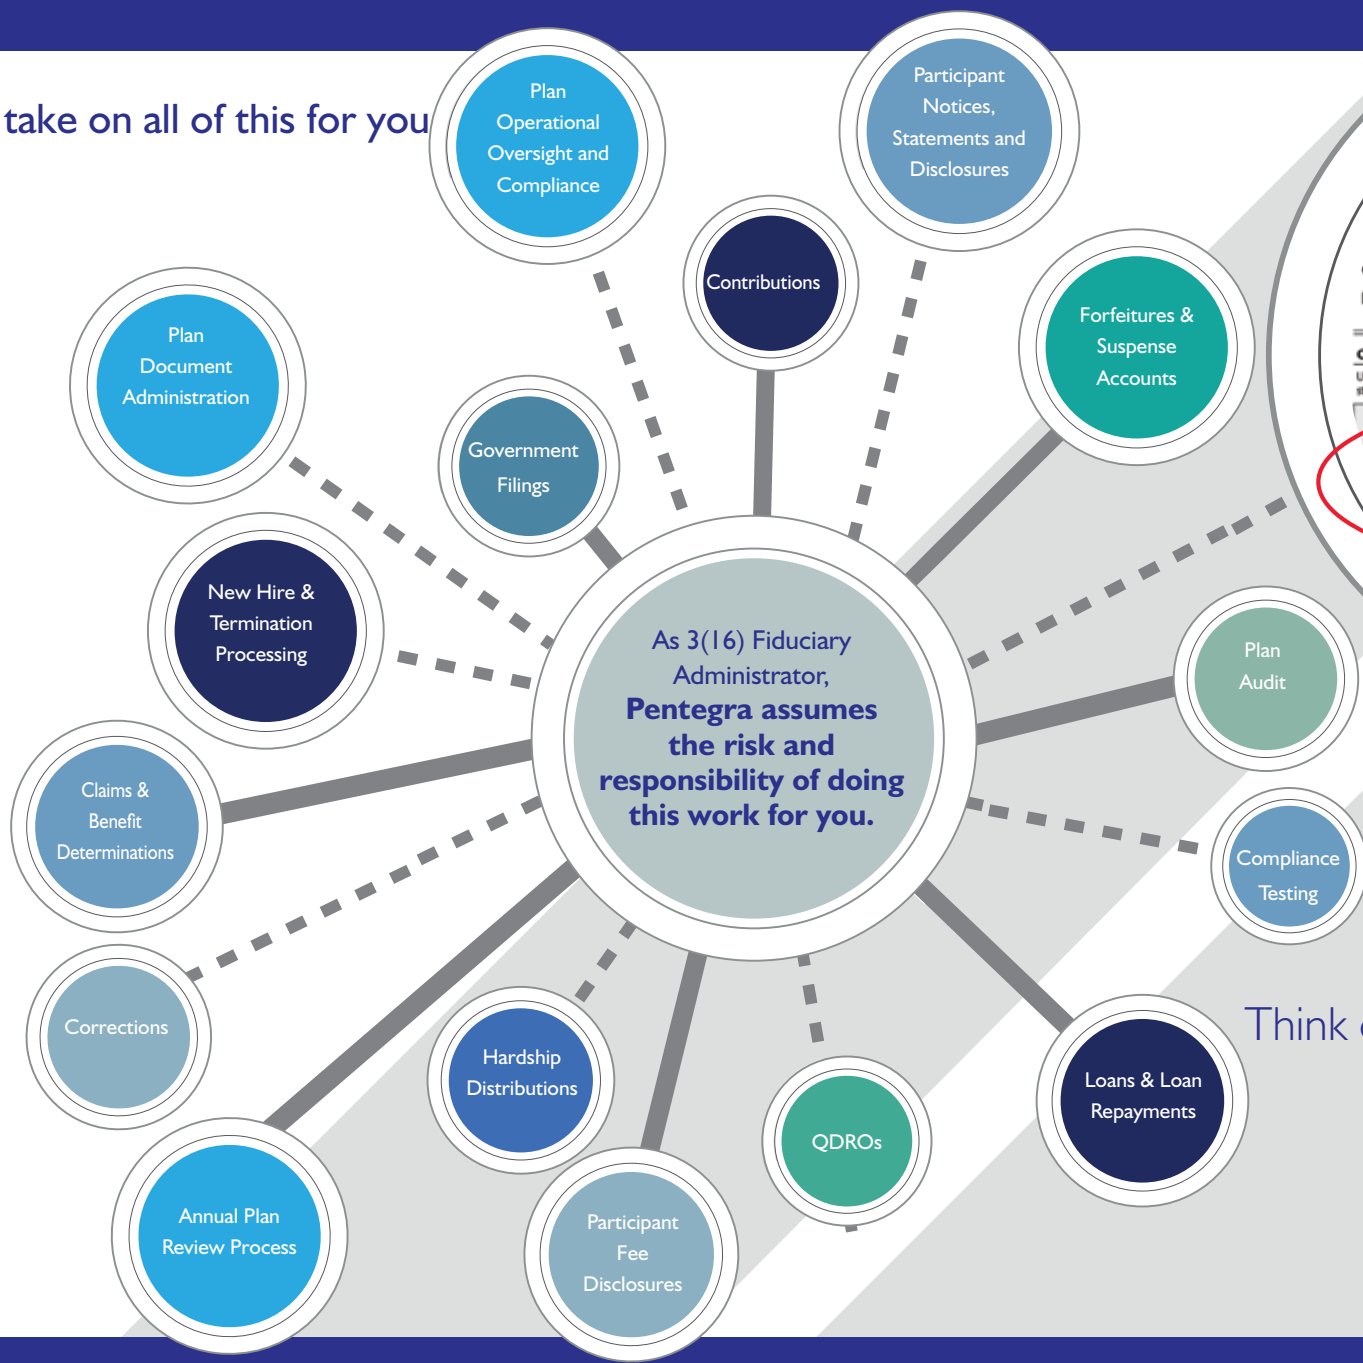 take on all of this for you
Plan
Operational
Oversight and
Compliance
Participant
Notices,
Statements and
Disclosures
Contributions
Forfeitures &
Suspense
Accounts
Plan
Document
Administration
Government
Filings
New Hire &
Termination
Processing
As 3(16) Fiduciary
Administrator,
Pentegra assumes
the risk and
responsibility of doing
this work for you.
Plan
Audit
Claims &
Benefit
Determinations
Compliance
Testing
Corrections
Hardship
Distributions
Think
Loans & Loan
Repayments
QDROs
Annual Plan
Review Process
Participant
Fee
Disclosures